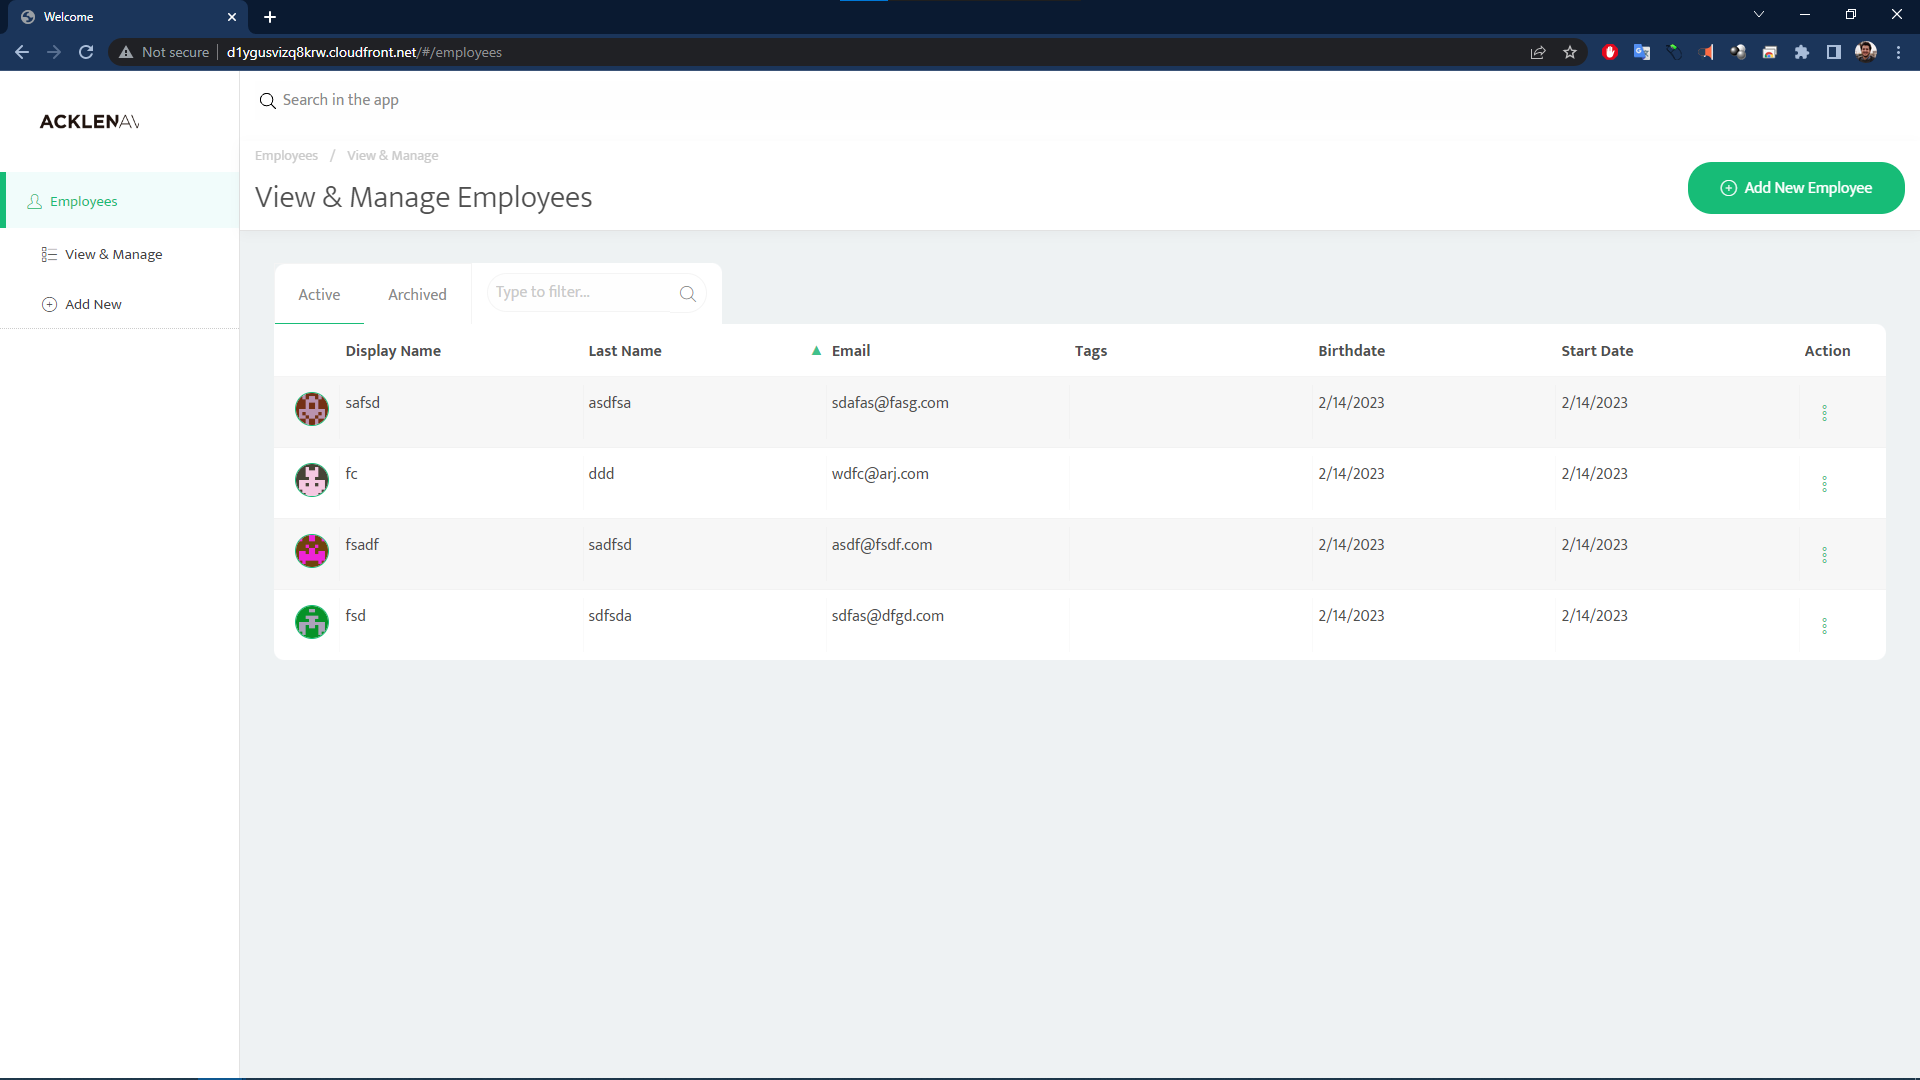 Welcome
Not secure
d1ygusvizq8krw.cloudfront.net/#/employees
Search in the app
ACKLENAV
Employees / View & Manage
View & Manage Employees
Add New Employee
Employees
View & Manage
Add New
Active
Archived
Type to filter...
Display Name Last Name Email Tags Birthdate Start Date Action
safsd asdfsa sdafas@fasg.com 2/14/2023 2/14/2023
fc ddd wdfc@arj.com 2/14/2023 2/14/2023
fsadf sadfsd asdf@fsdf.com 2/14/2023 2/14/2023
fsd sdfsda sdfas@dfgd.com 2/14/2023 2/14/2023